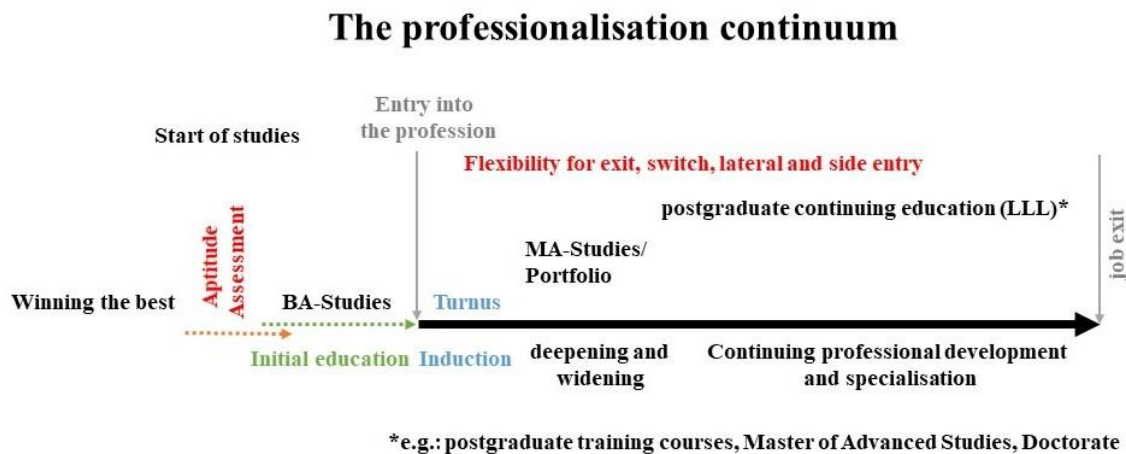 The professionalisation continuum
Entry into
the profession
Start of studies
Flexibility for exit, switch, lateral and side entry
postgraduate continuing education (LLL)*
job exit
Aptitude
Assessment
MA-Studies/
Portfolio
Winning the best
BA-Studies
Turnus
Initial education
Induction
deepening and
widening
Continuing professional development
and specialisation
*e.g.: postgraduate training courses, Master of Advanced Studies, Doctorate